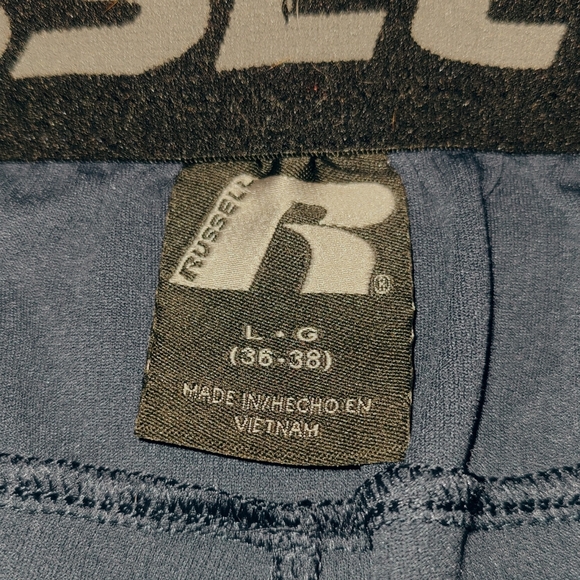 RUSSELL
R®
L - G
(36-38)
MADE IN/HECHO EN
VIETNAM